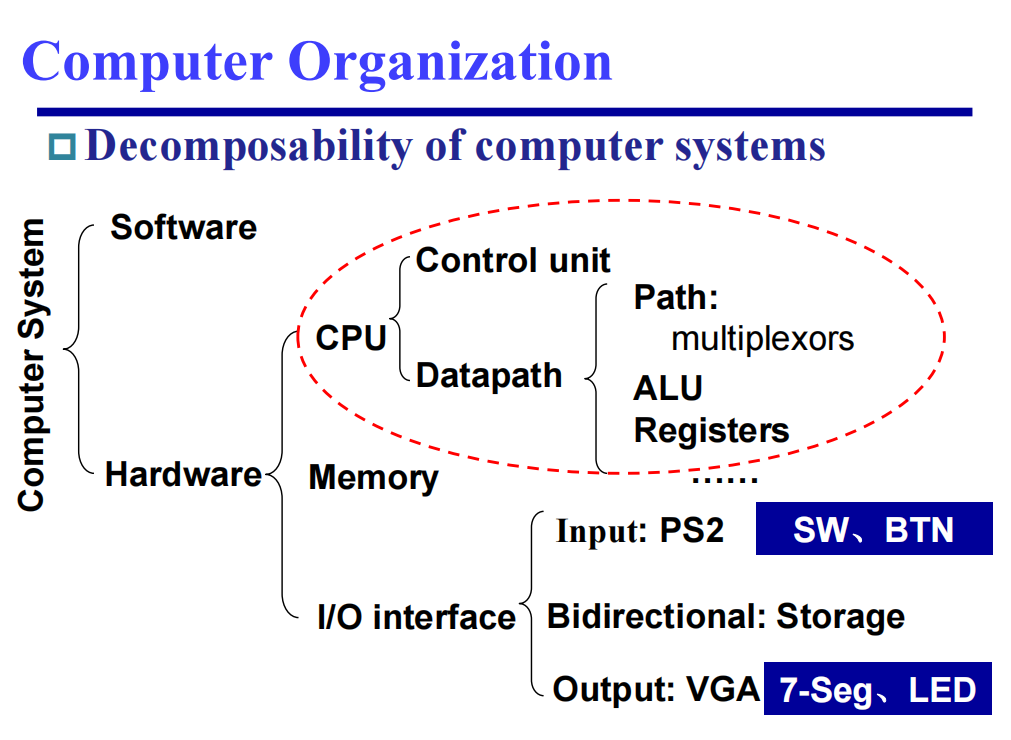 Computer Organization
Decomposability of computer systems
Computer System
Software
Hardware
CPU
Control unit
Datapath
Path:
multiplexors
ALU
Registers
......
Memory
I/O interface
Input: PS2
SW、BTN
Bidirectional: Storage
Output: VGA
7-Seg、LED